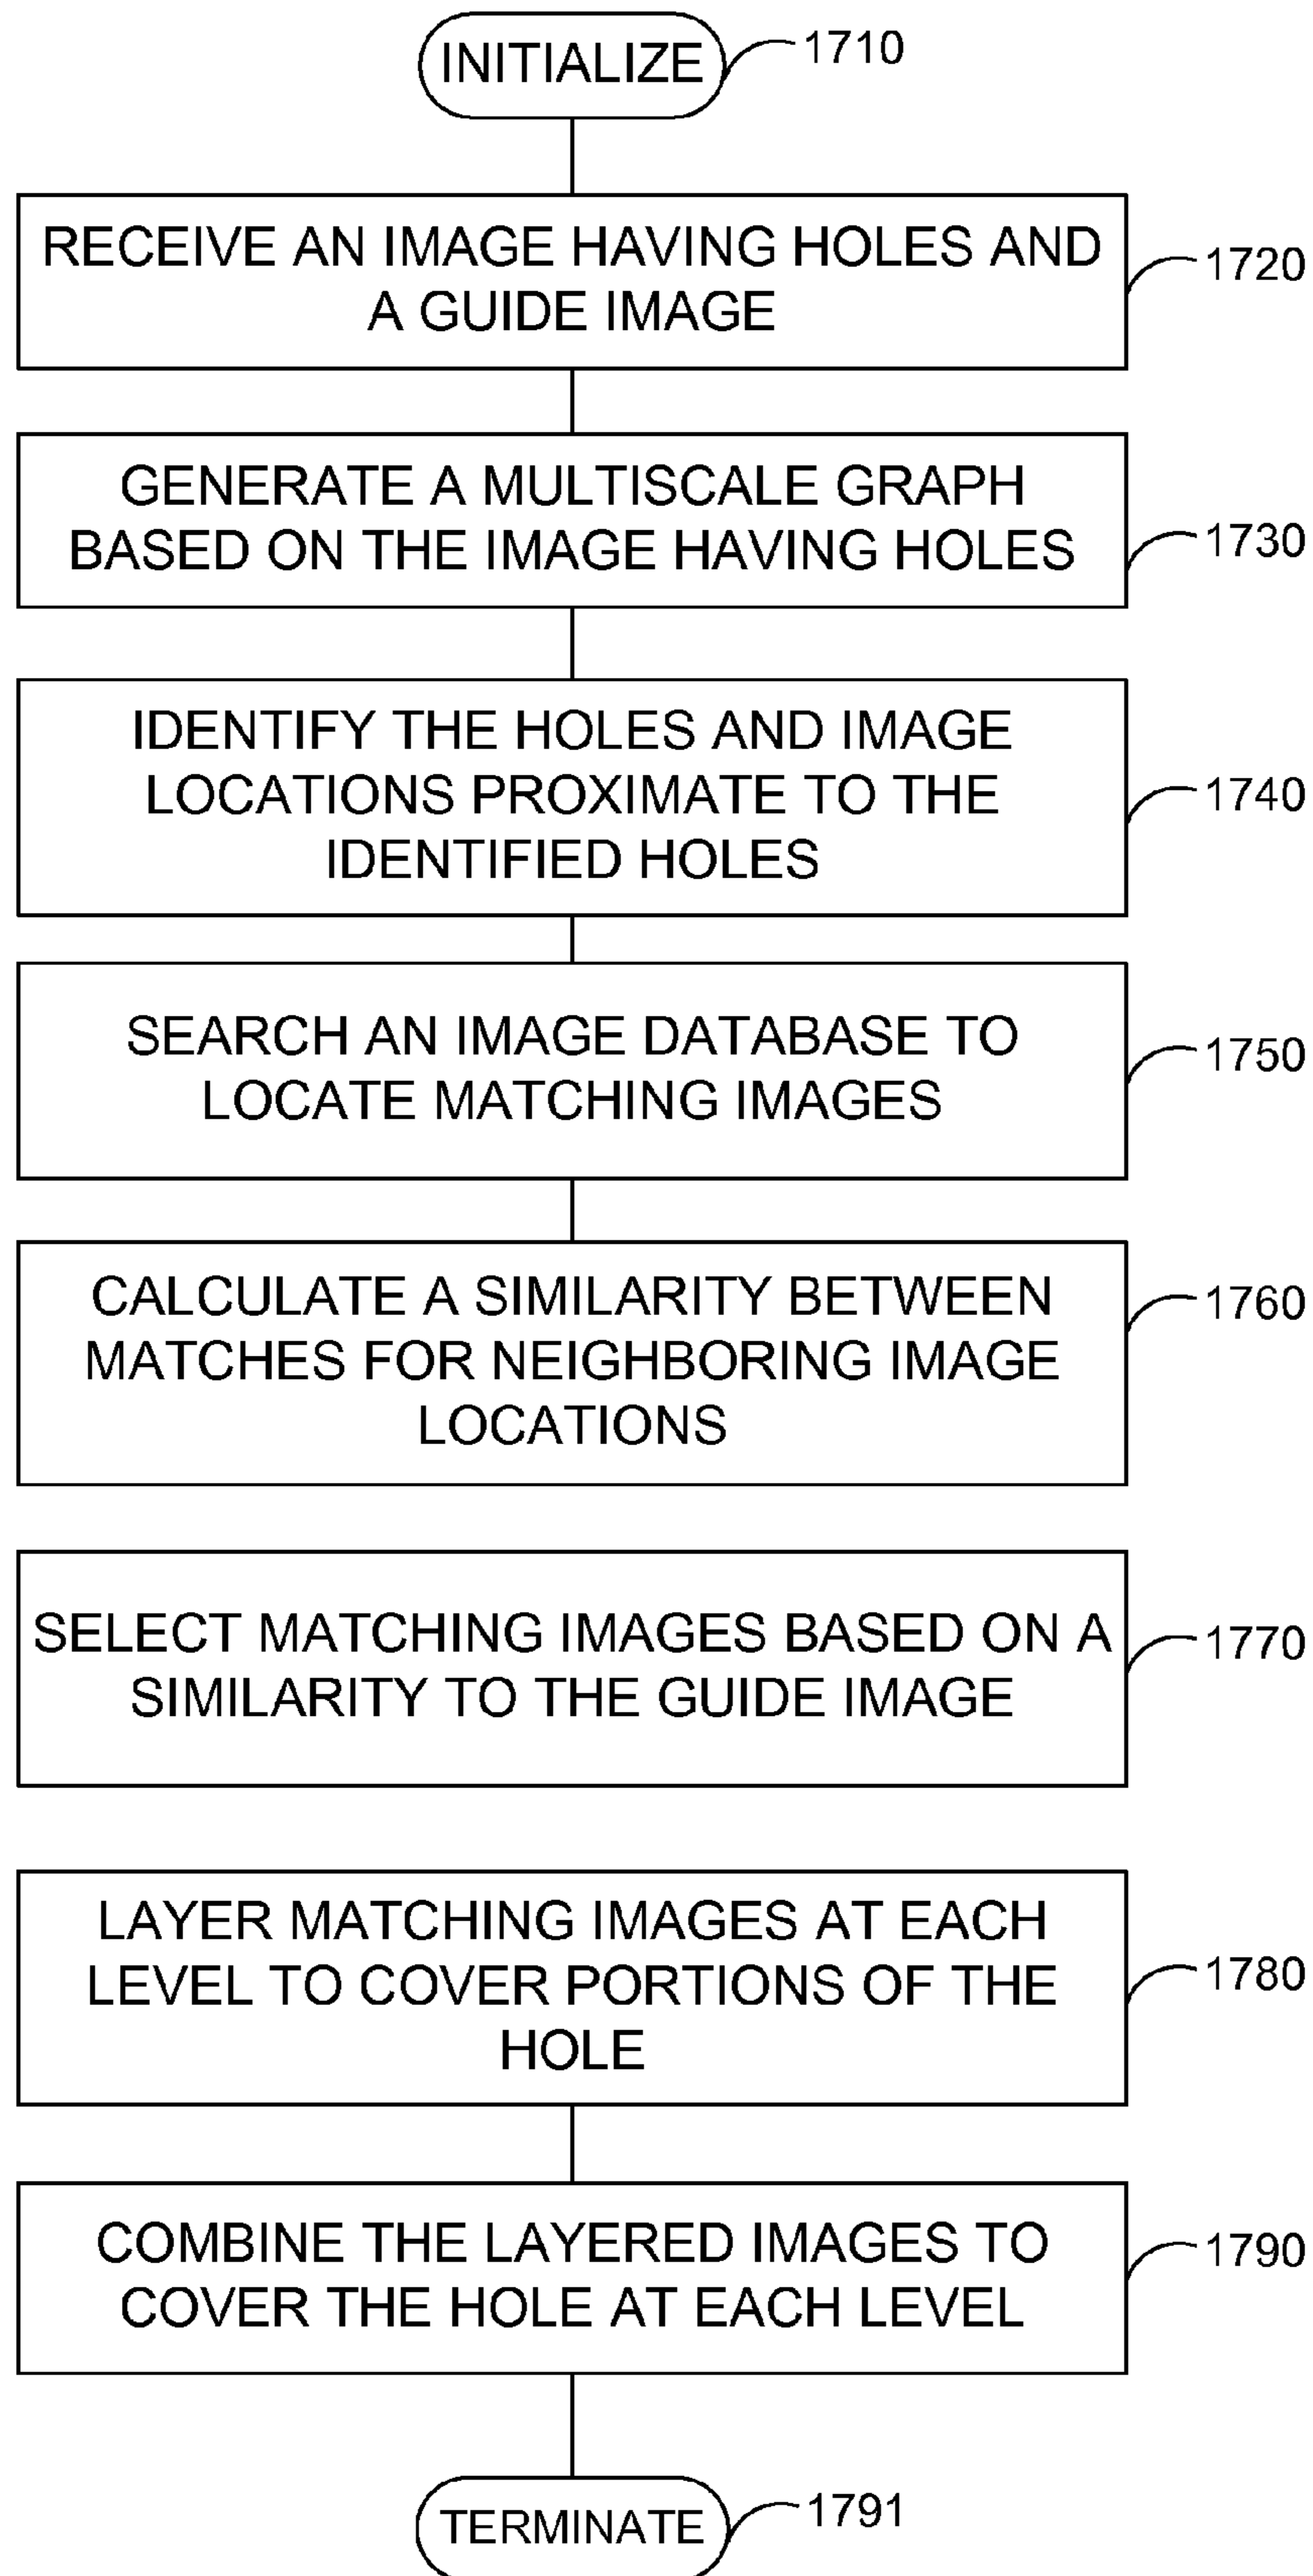 INITIALIZE
1710
RECEIVE AN IMAGE HAVING HOLES AND
A GUIDE IMAGE
1720
GENERATE A MULTISCALE GRAPH
BASED ON THE IMAGE HAVING HOLES
1730
IDENTIFY THE HOLES AND IMAGE
LOCATIONS PROXIMATE TO THE
IDENTIFIED HOLES
1740
SEARCH AN IMAGE DATABASE TO
LOCATE MATCHING IMAGES
1750
CALCULATE A SIMILARITY BETWEEN
MATCHES FOR NEIGHBORING IMAGE
LOCATIONS
1760
SELECT MATCHING IMAGES BASED ON A
SIMILARITY TO THE GUIDE IMAGE
1770
LAYER MATCHING IMAGES AT EACH
LEVEL TO COVER PORTIONS OF THE
HOLE
1780
COMBINE THE LAYERED IMAGES TO
COVER THE HOLE AT EACH LEVEL
1790
TERMINATE
1791